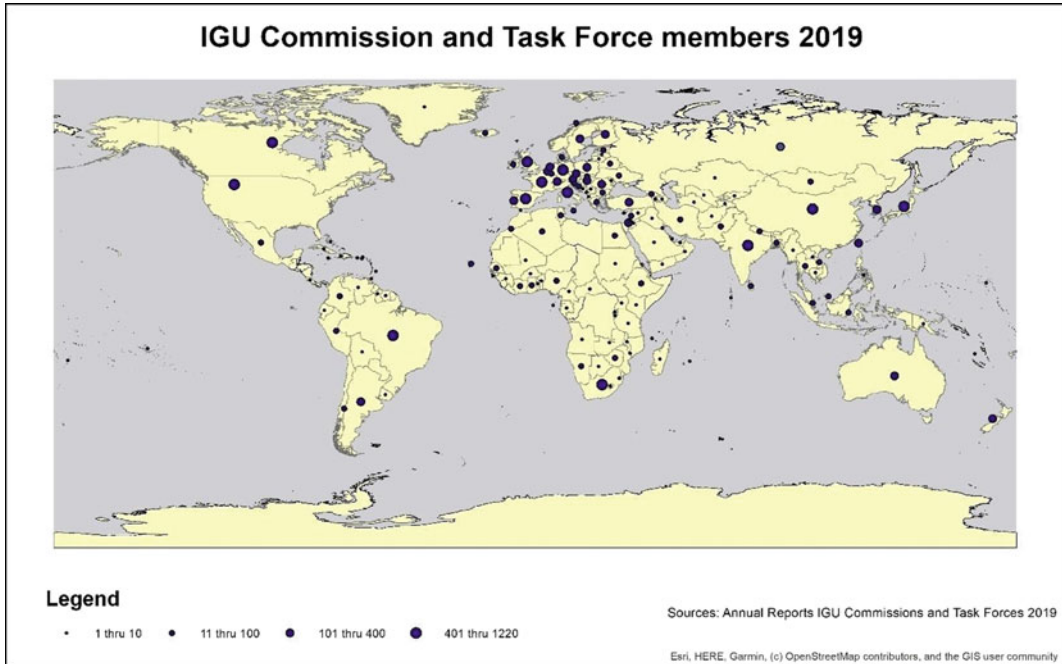 IGU Commission and Task Force members 2019
Legend
1 thru 10
11 thru 100
101 thru 400
401 thru 1220
Sources: Annual Reports IGU Commissions and Task Forces 2019
Esri, HERE, Garmin, (c) OpenStreetMap contributors, and the GIS user community